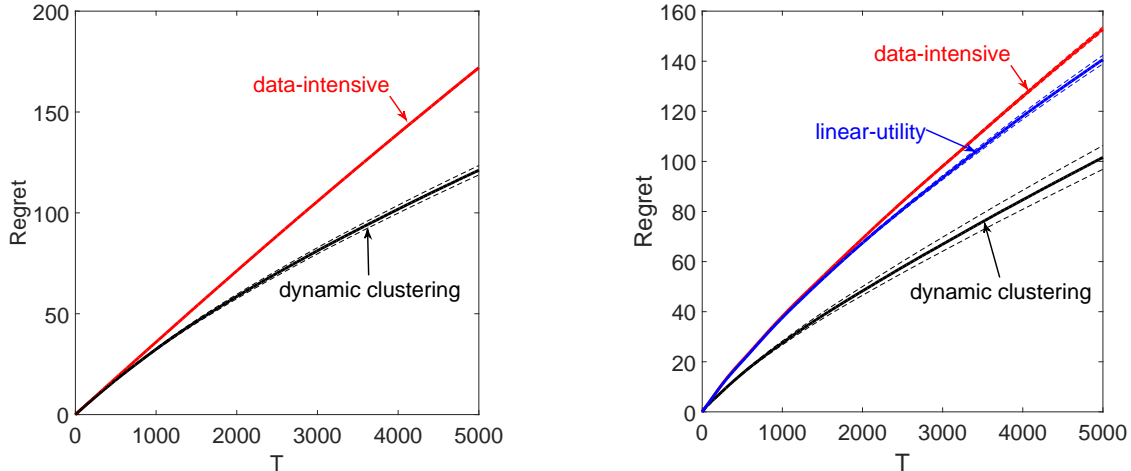 200
150
100
50
0
Regret
data-intensive
dynamic clustering
0 1000 2000 3000 4000 5000
T
160
140
120
100
80
60
40
20
0
Regret
data-intensive
linear-utility
dynamic clustering
0 1000 2000 3000 4000 5000
T